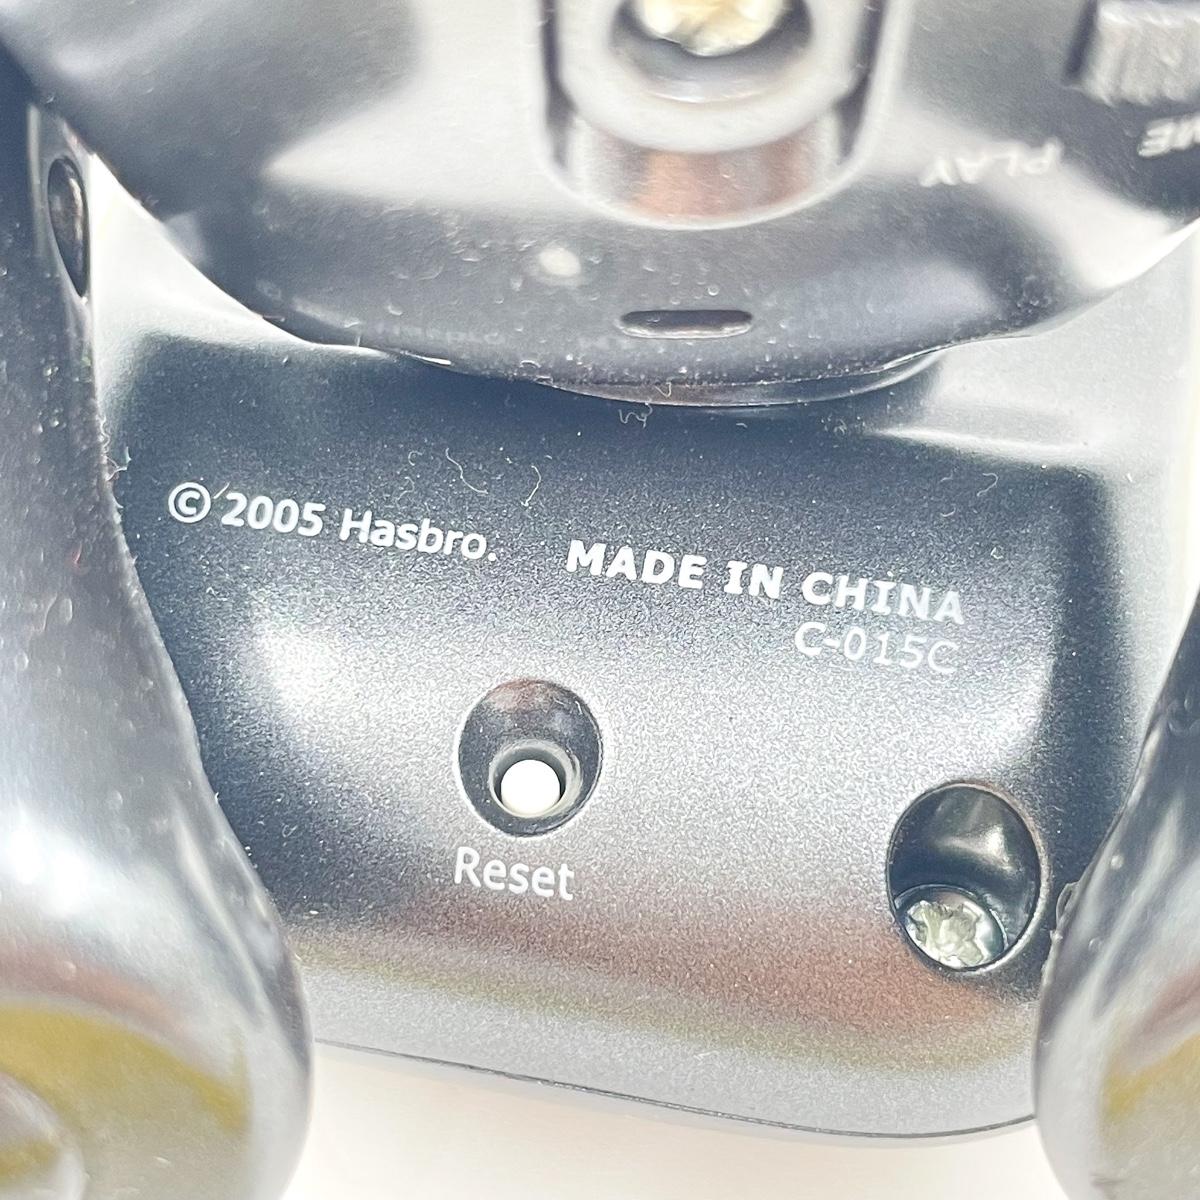 PLAY
© 2005 Hasbro. MADE IN CHINA
C-015C
Reset